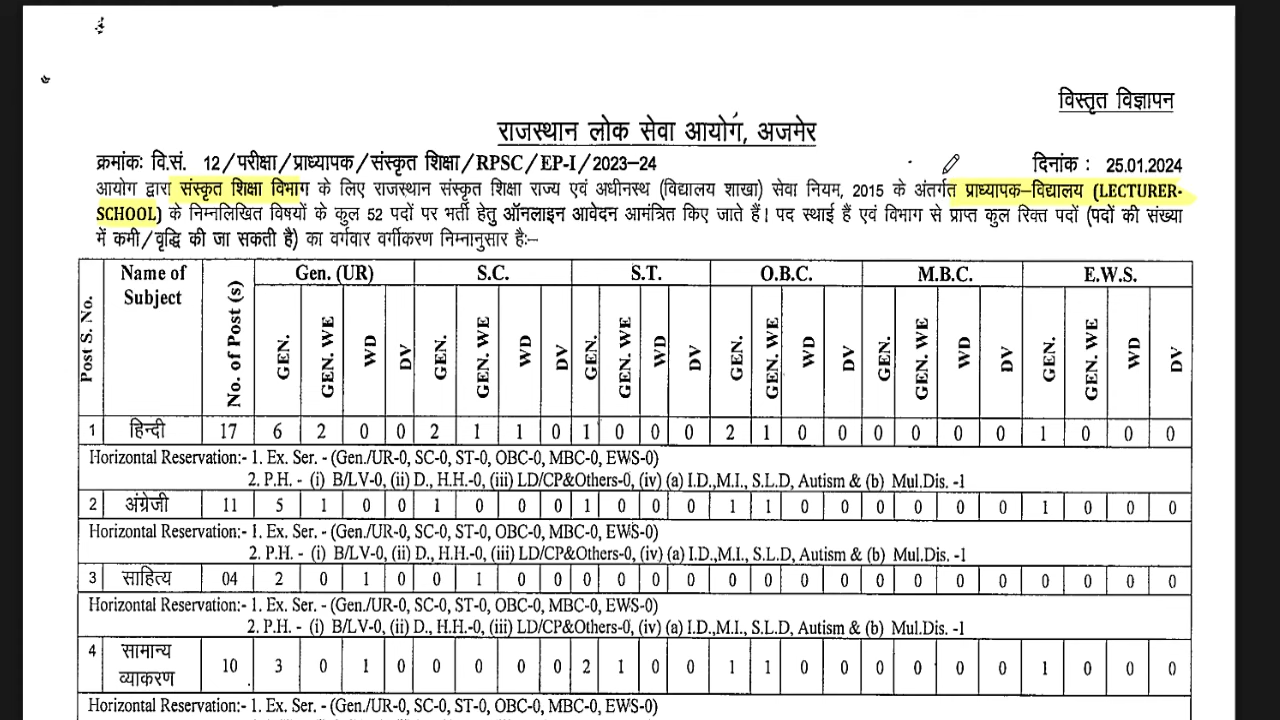 विस्तृत विज्ञापन
राजस्थान लोक सेवा आयोग, अजमेर
क्रमांकः वि.सं. 12/परीक्षा/प्राध्यापक/संस्कृत शिक्षा/RPSC/EP-I/2023-24 दिनांक : 25.01.2024
आयोग द्वारा संस्कृत शिक्षा विभाग के लिए राजस्थान संस्कृत शिक्षा राज्य एवं अधीनस्थ (विद्यालय शाखा) सेवा नियम, 2015 के अंतर्गत प्राध्यापक–विद्यालय (LECTURER-
SCHOOL) के निम्नलिखित विषयों के कुल 52 पदों पर भर्ती हेतु ऑनलाइन आवेदन आमंत्रित किए जाते हैं। पद स्थाई हैं एवं विभाग से प्राप्त कुल रिक्त पदों (पदों की संख्या
में कमी/वृद्धि की जा सकती है) का वर्गवार वर्गीकरण निम्नानुसार है:–
Post S. No. Name of Subject No. of Post (s) Gen. (UR) S.C. S.T. O.B.C. M.B.C. E.W.S.
GEN. GEN. WE WD DV GEN. GEN. WE WD DV GEN. GEN. WE WD DV GEN. GEN. WE WD DV GEN. GEN. WE WD DV GEN. GEN. WE WD DV
1 हिन्दी 17 6 2 0 0 2 1 1 0 1 0 0 0 2 1 0 0 0 0 0 0 1 0 0 0
Horizontal Reservation:- 1. Ex. Ser. - (Gen./UR-0, SC-0, ST-0, OBC-0, MBC-0, EWS-0)
2. P.H. - (i) B/LV-0, (ii) D., H.H.-0, (iii) LD/CP&Others-0, (iv) (a) I.D.,M.I., S.L.D, Autism & (b) Mul.Dis. -1
2 अंग्रेजी 11 5 1 0 0 1 0 0 0 1 0 0 0 1 1 0 0 0 0 0 0 1 0 0 0
Horizontal Reservation:- 1. Ex. Ser. - (Gen./UR-0, SC-0, ST-0, OBC-0, MBC-0, EWS-0)
2. P.H. - (i) B/LV-0, (ii) D., H.H.-0, (iii) LD/CP&Others-0, (iv) (a) I.D.,M.I., S.L.D, Autism & (b) Mul.Dis. -1
3 साहित्य 04 2 0 1 0 0 1 0 0 0 0 0 0 0 0 0 0 0 0 0 0 0 0 0 0
Horizontal Reservation:- 1. Ex. Ser. - (Gen./UR-0, SC-0, ST-0, OBC-0, MBC-0, EWS-0)
2. P.H. - (i) B/LV-0, (ii) D., H.H.-0, (iii) LD/CP&Others-0, (iv) (a) I.D.,M.I., S.L.D, Autism & (b) Mul.Dis. -1
4 सामान्य व्याकरण 10 3 0 1 0 0 0 0 0 2 1 0 0 1 1 0 0 0 0 0 0 1 0 0 0
Horizontal Reservation:- 1. Ex. Ser. - (Gen./UR-0, SC-0, ST-0, OBC-0, MBC-0, EWS-0)